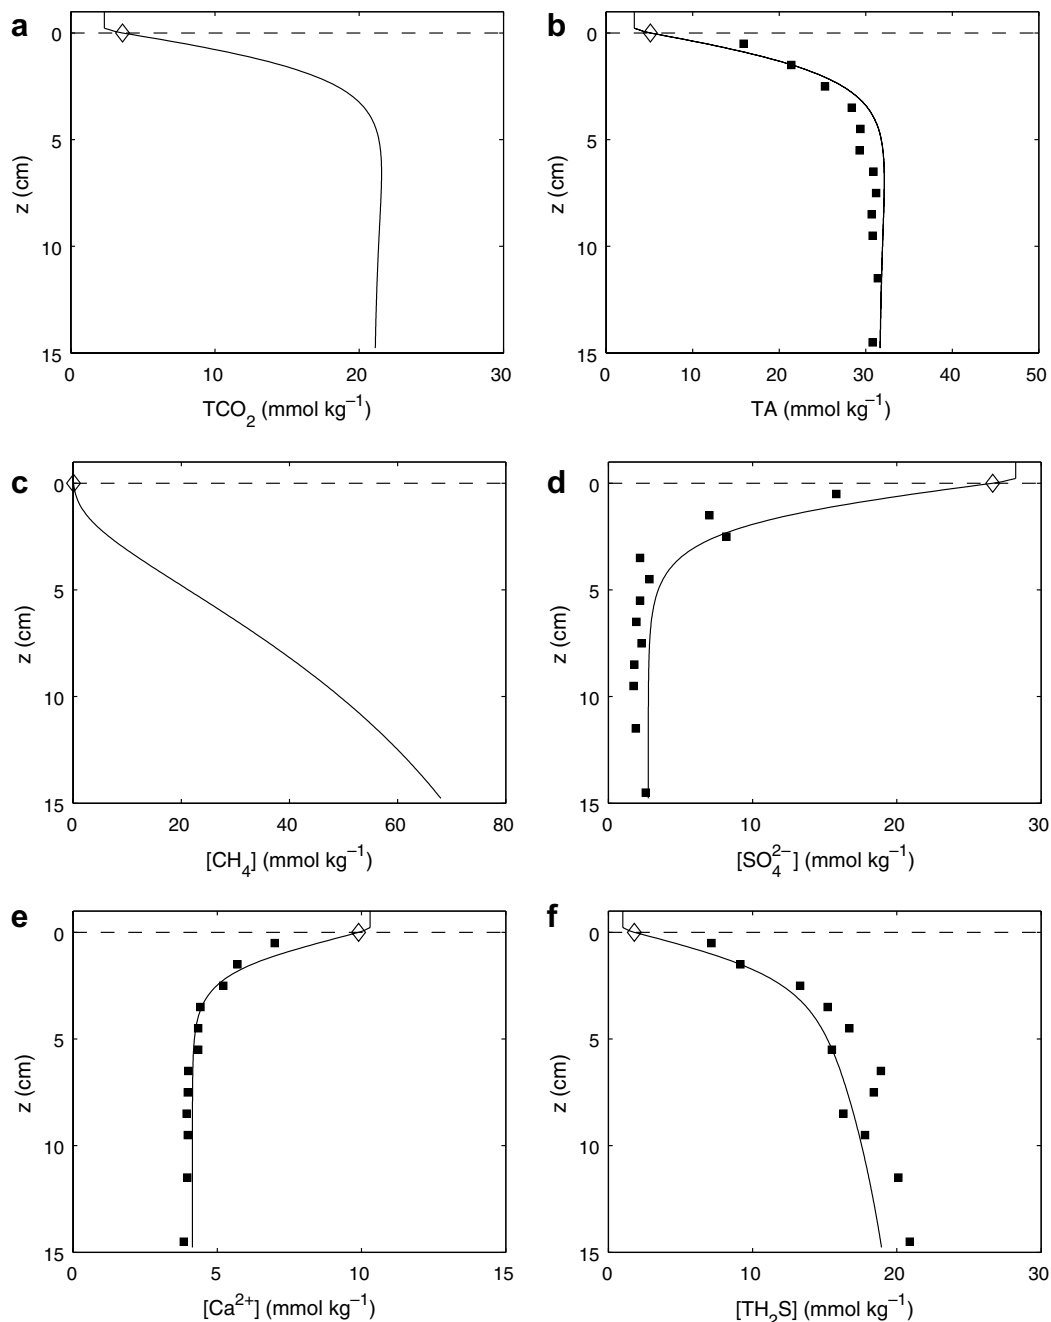 a
0
5
10
15
z (cm)
0 10 20 30
TCO₂ (mmol kg⁻¹)
b
0
5
10
15
z (cm)
0 10 20 30 40 50
TA (mmol kg⁻¹)
c
0
5
10
15
z (cm)
0 20 40 60 80
[CH₄] (mmol kg⁻¹)
d
0
5
10
15
z (cm)
0 10 20 30
[SO₄²⁻] (mmol kg⁻¹)
e
0
5
10
15
z (cm)
0 5 10 15
[Ca²⁺] (mmol kg⁻¹)
f
0
5
10
15
z (cm)
0 10 20 30
[TH₂S] (mmol kg⁻¹)